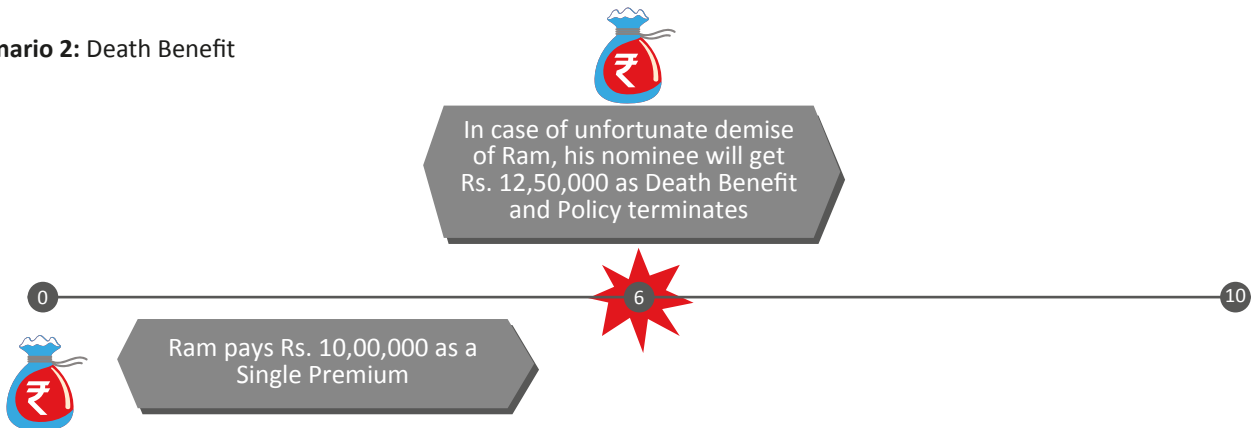 nario 2: Death Benefit
₹
In case of unfortunate demise
of Ram, his nominee will get
Rs. 12,50,000 as Death Benefit
and Policy terminates
0
6
10
Ram pays Rs. 10,00,000 as a
Single Premium
₹